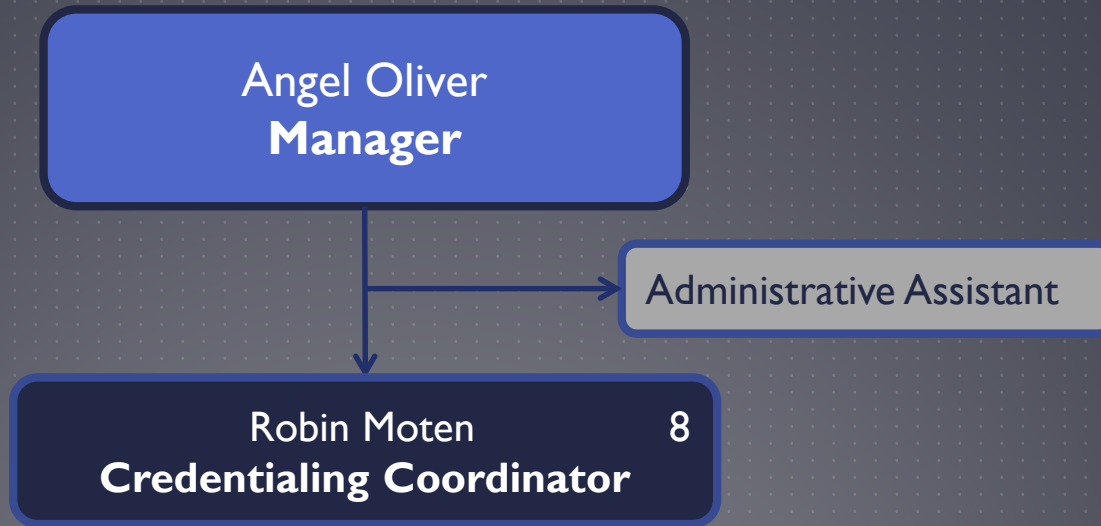 Angel Oliver
Manager
Administrative Assistant
Robin Moten 8
Credentialing Coordinator